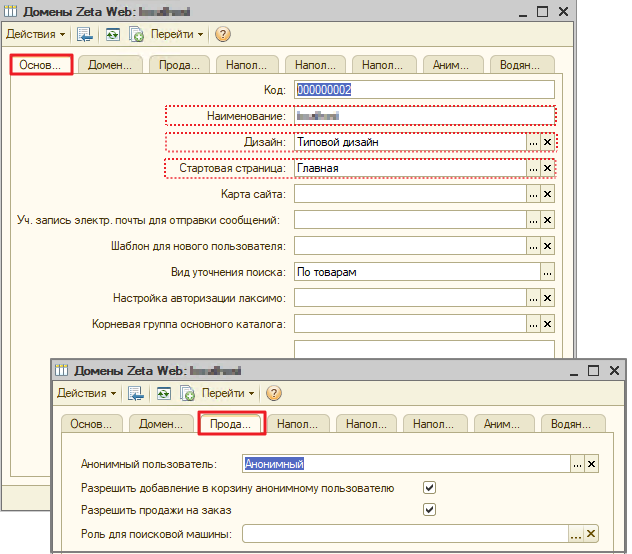 Домены Zeta Web:
Действия Перейти ?
Основ... Домен... Прода... Напол... Напол... Напол... Аним... Водян...
Код: 000000002
Наименование:
Дизайн: Типовой дизайн ... ×
Стартовая страница: Главная ... ×
Карта сайта: ... ×
Уч. запись электр. почты для отправки сообщений: ... ×
Шаблон для нового пользователя: ... ×
Вид уточнения поиска: По товарам ...
Настройка авторизации лаксимо: ... ×
Корневая группа основного каталога: ... ×
Домены Zeta Web:
Действия Перейти ?
Основ... Домен... Прода... Напол... Напол... Напол... Аним... Водян...
Анонимный пользователь: Анонимный ... ×
Разрешить добавление в корзину анонимному пользователю
Разрешить продажи на заказ
Роль для поисковой машины: ... ×